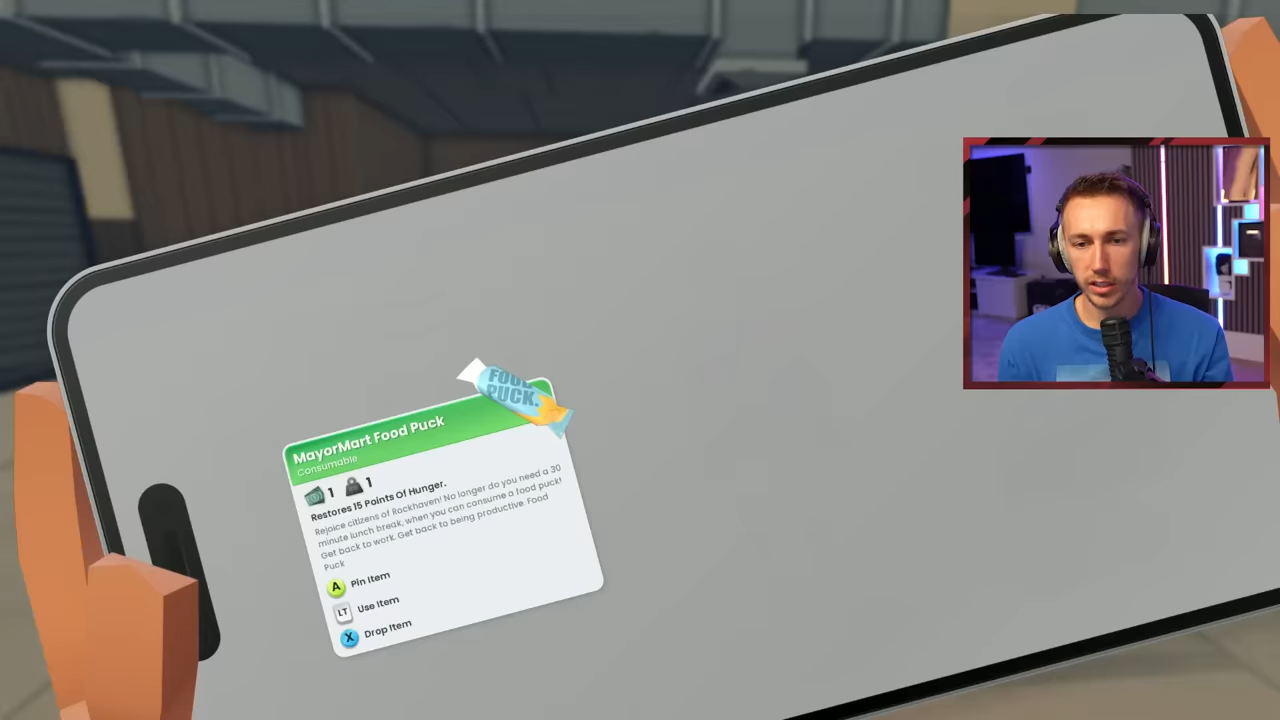 FOOD
PUCK.
MayorMart Food Puck
Consumable
1 1
Restores 15 Points Of Hunger.
Rejoice citizens of Rockhaven! No longer do you need a 30
minute lunch break, when you can consume a food puck!
Get back to work. Get back to being productive. Food
Puck
A Pin Item
LT Use Item
X Drop Item